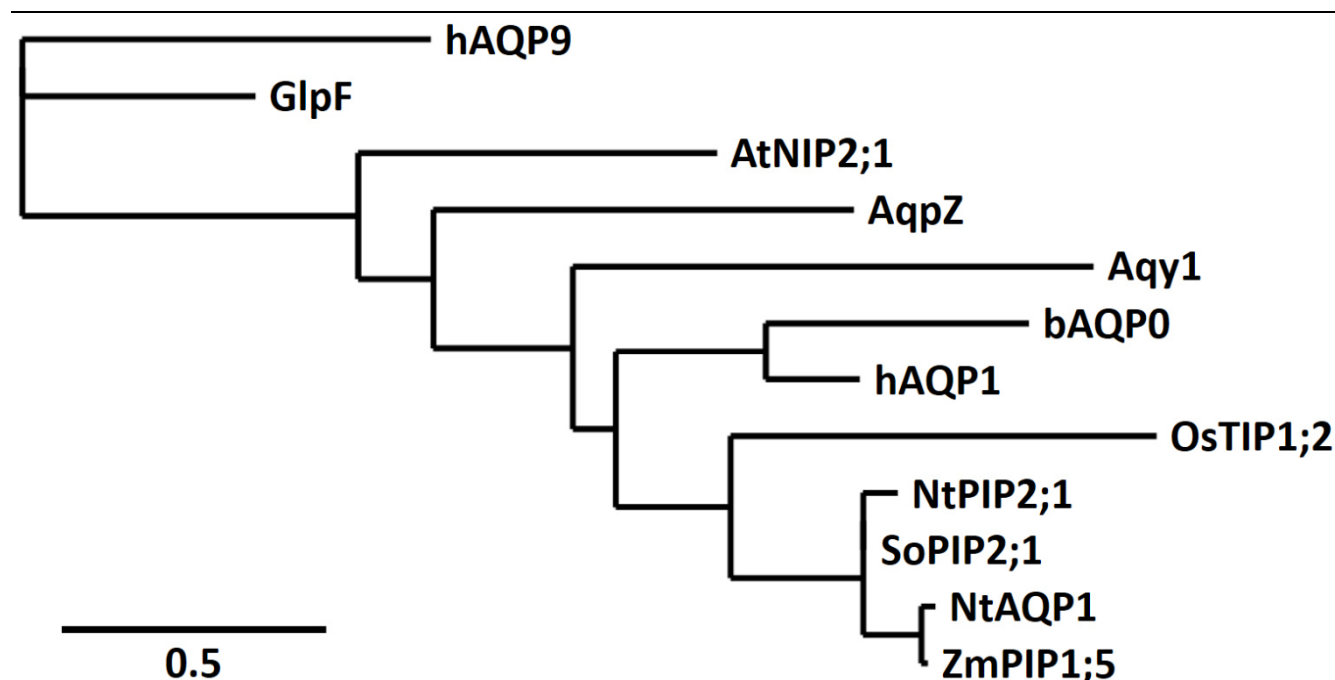 hAQP9
GlpF
AtNIP2;1
AqpZ
Aqy1
bAQP0
hAQP1
OsTIP1;2
NtPIP2;1
SoPIP2;1
NtAQP1
ZmPIP1;5
0.5